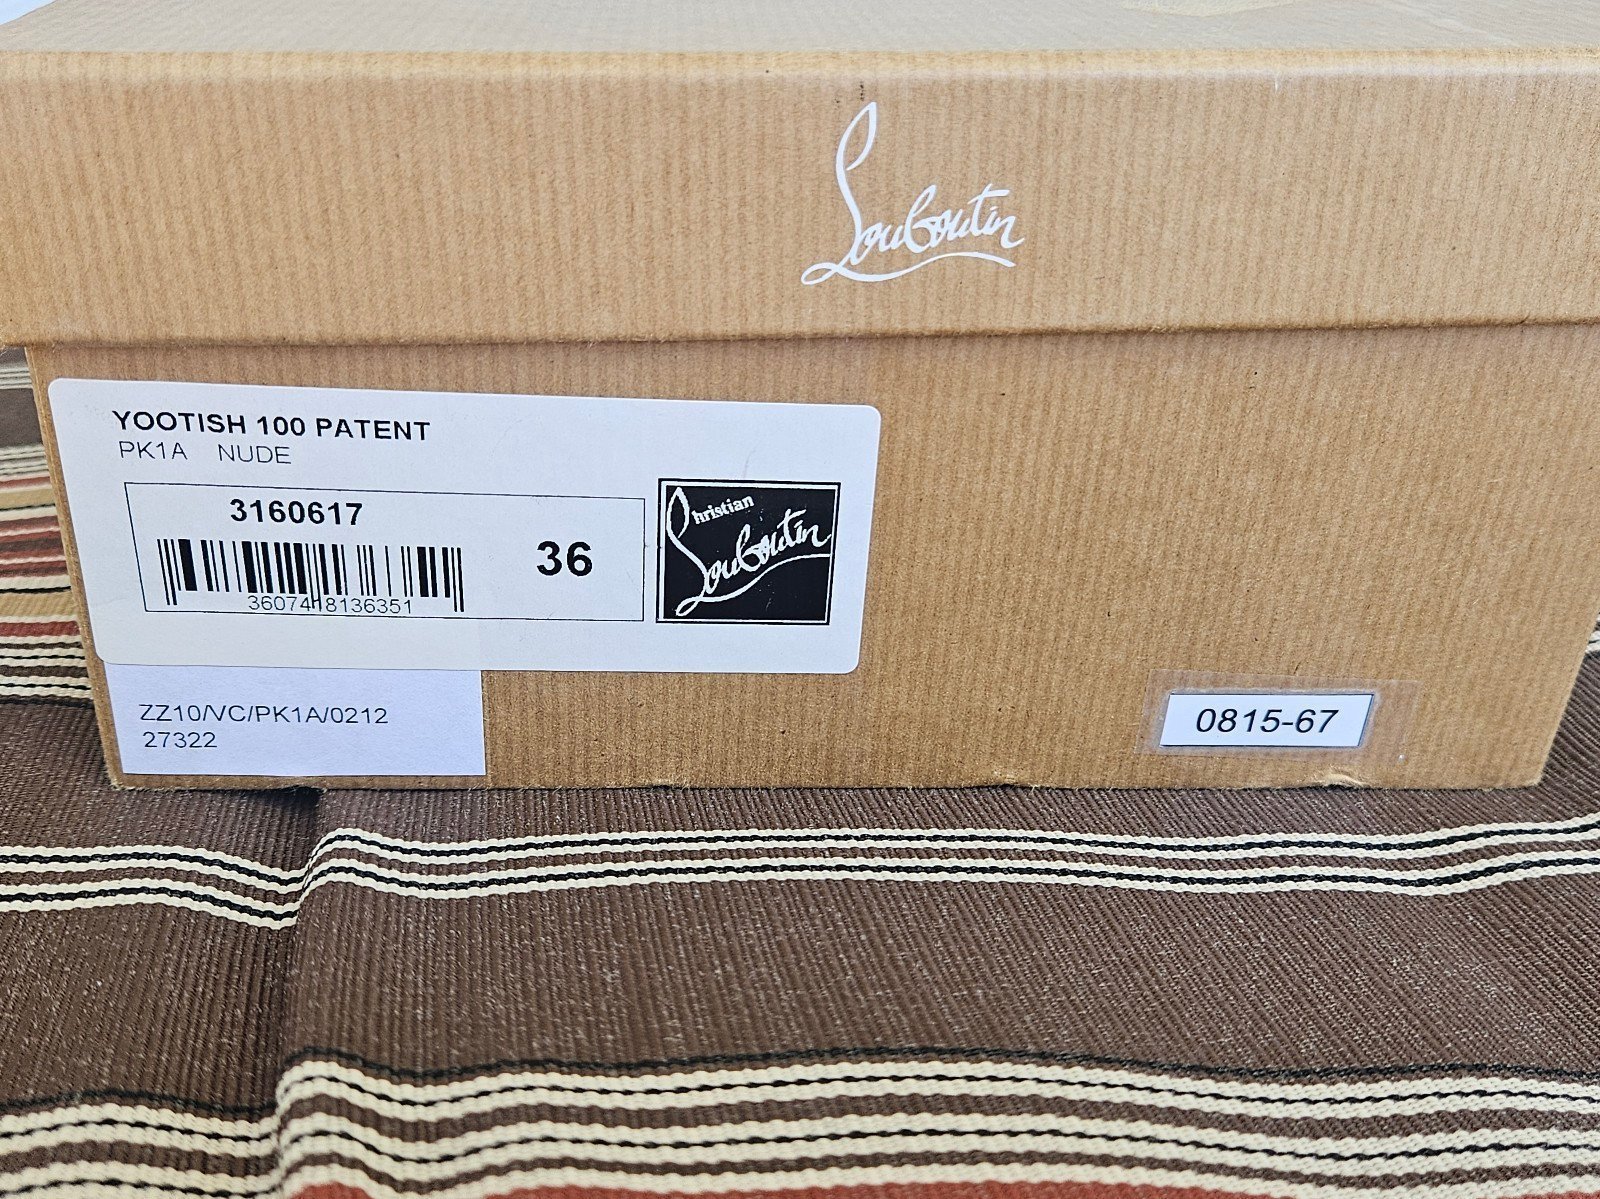 Louboutin
YOOTISH 100 PATENT
PK1A NUDE
3160617
36
3607418136351
Christian
Louboutin
ZZ10/VC/PK1A/0212
27322
0815-67